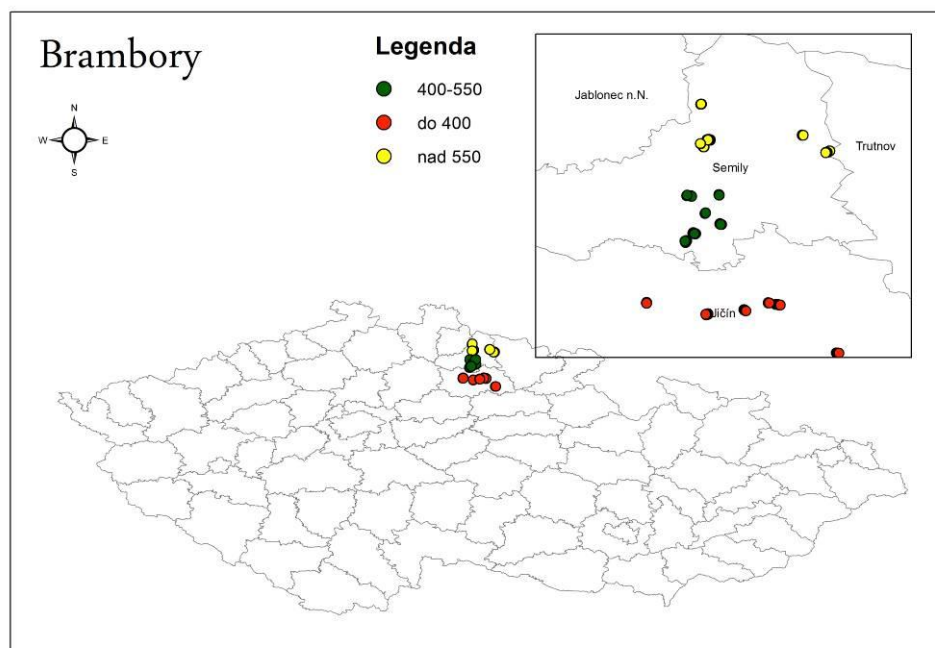 Brambory
N
W E
S
Legenda
400-550
do 400
nad 550
Jablonec n.N.
Trutnov
Semily
Jičín